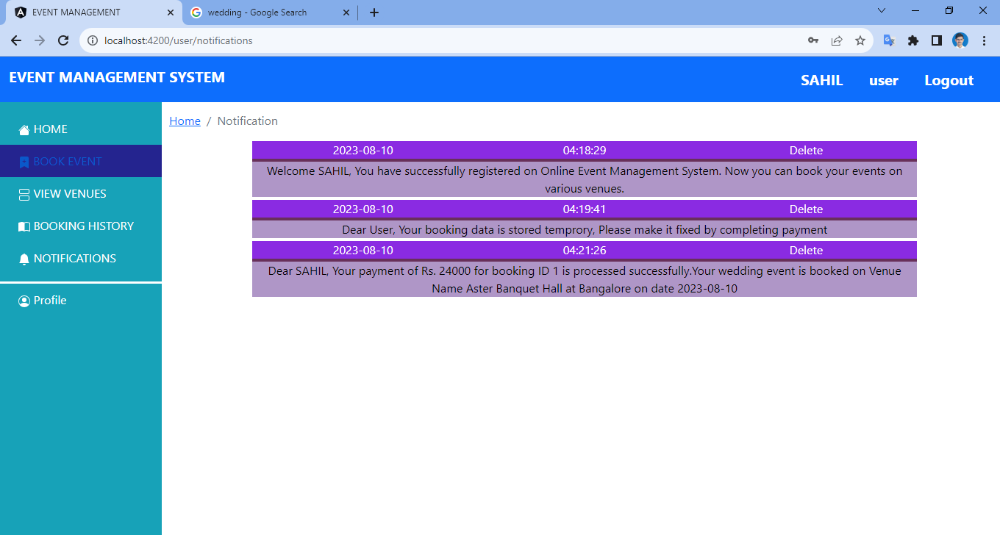 EVENT MANAGEMENT
wedding - Google Search
localhost:4200/user/notifications
EVENT MANAGEMENT SYSTEM
SAHIL user Logout
HOME
BOOK EVENT
VIEW VENUES
BOOKING HISTORY
NOTIFICATIONS
Profile
Home / Notification
2023-08-10 04:18:29 Delete
Welcome SAHIL, You have successfully registered on Online Event Management System. Now you can book your events on
various venues.
2023-08-10 04:19:41 Delete
Dear User, Your booking data is stored temprory, Please make it fixed by completing payment
2023-08-10 04:21:26 Delete
Dear SAHIL, Your payment of Rs. 24000 for booking ID 1 is processed successfully.Your wedding event is booked on Venue
Name Aster Banquet Hall at Bangalore on date 2023-08-10